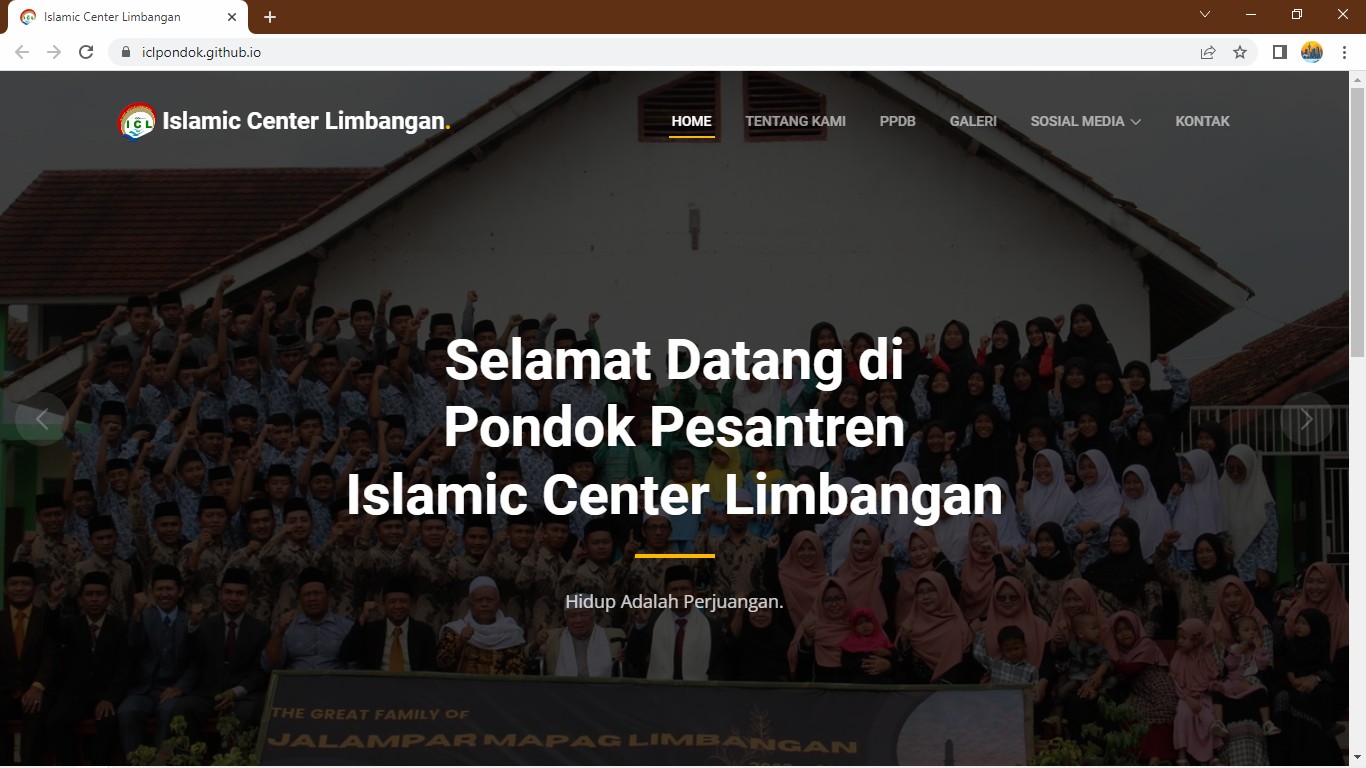 Islamic Center Limbangan
iclpondok.github.io
ICL
Islamic Center Limbangan.
HOME
TENTANG KAMI
PPDB
GALERI
SOSIAL MEDIA
KONTAK
Selamat Datang di
Pondok Pesantren
Islamic Center Limbangan
Hidup Adalah Perjuangan.
THE GREAT FAMILY OF
JALAMPAR MAPAG LIMBANGAN